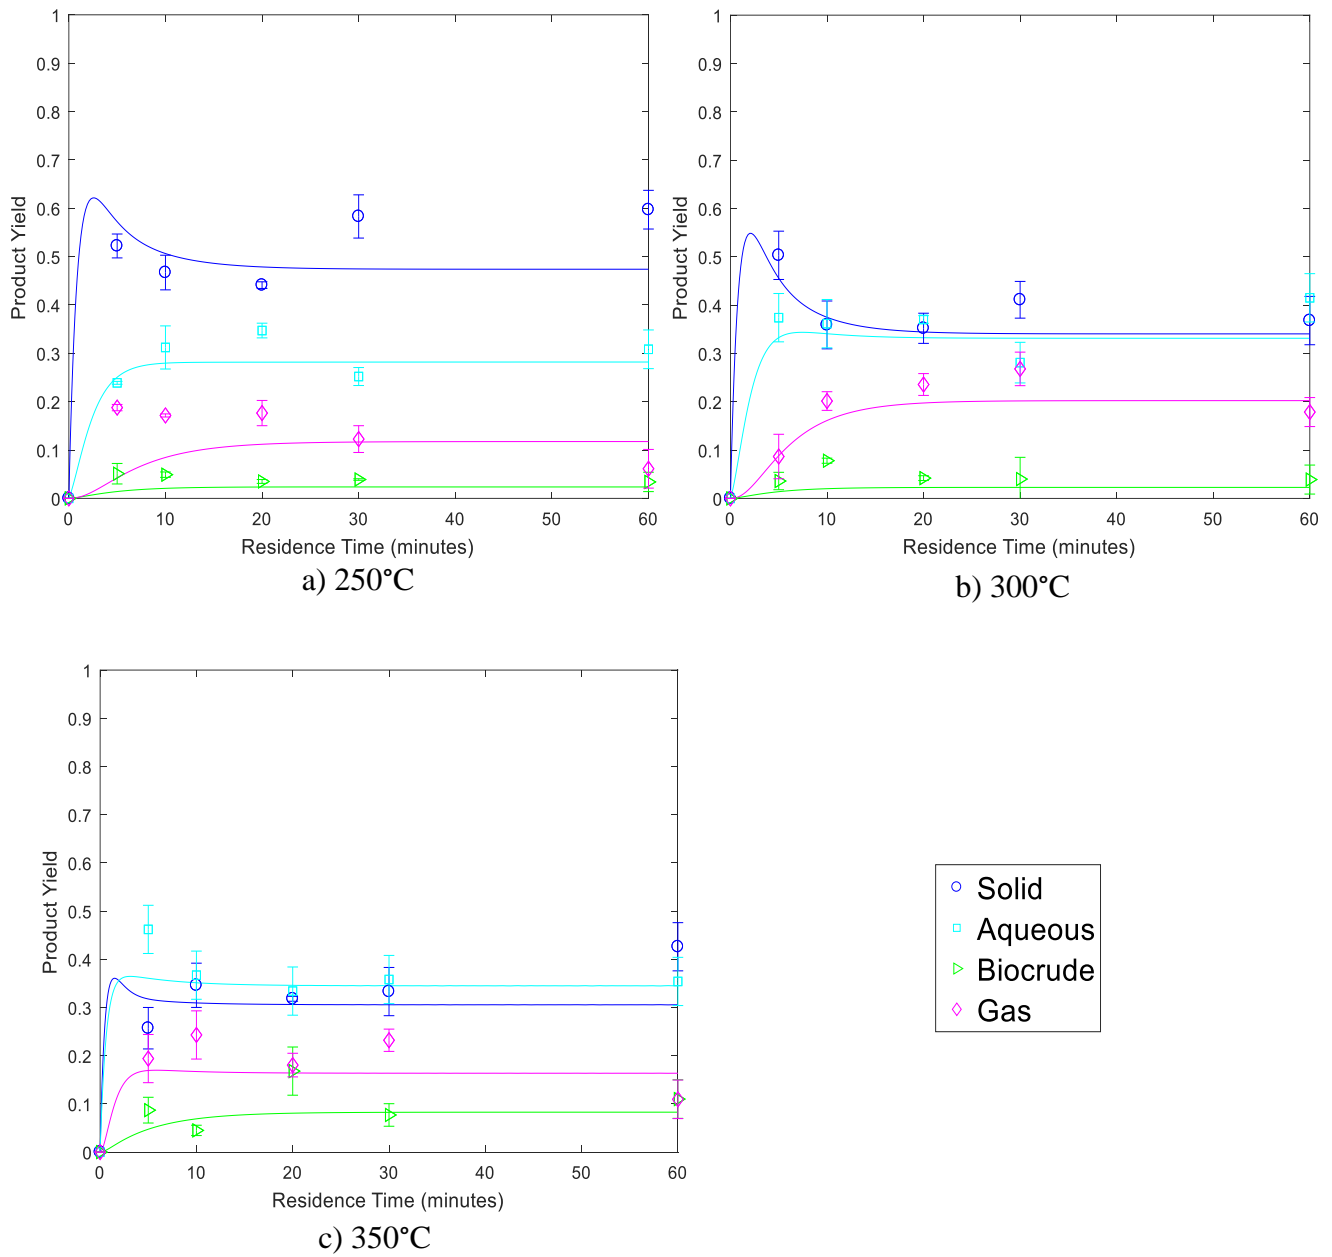 1
0.9
0.8
0.7
0.6
0.5
0.4
0.3
0.2
0.1
0
Product Yield
0 10 20 30 40 50 60
Residence Time (minutes)
a) 250°C
1
0.9
0.8
0.7
0.6
0.5
0.4
0.3
0.2
0.1
0
Product Yield
0 10 20 30 40 50 60
Residence Time (minutes)
b) 300°C
1
0.9
0.8
0.7
0.6
0.5
0.4
0.3
0.2
0.1
0
Product Yield
0 10 20 30 40 50 60
Residence Time (minutes)
c) 350°C
Solid
Aqueous
Biocrude
Gas